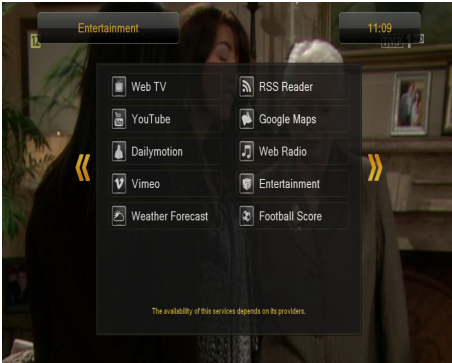 Entertainment
11:09
Web TV
RSS Reader
YouTube
Google Maps
Dailymotion
Web Radio
Vimeo
Entertainment
Weather Forecast
Football Score
The availability of this services depends on its providers.